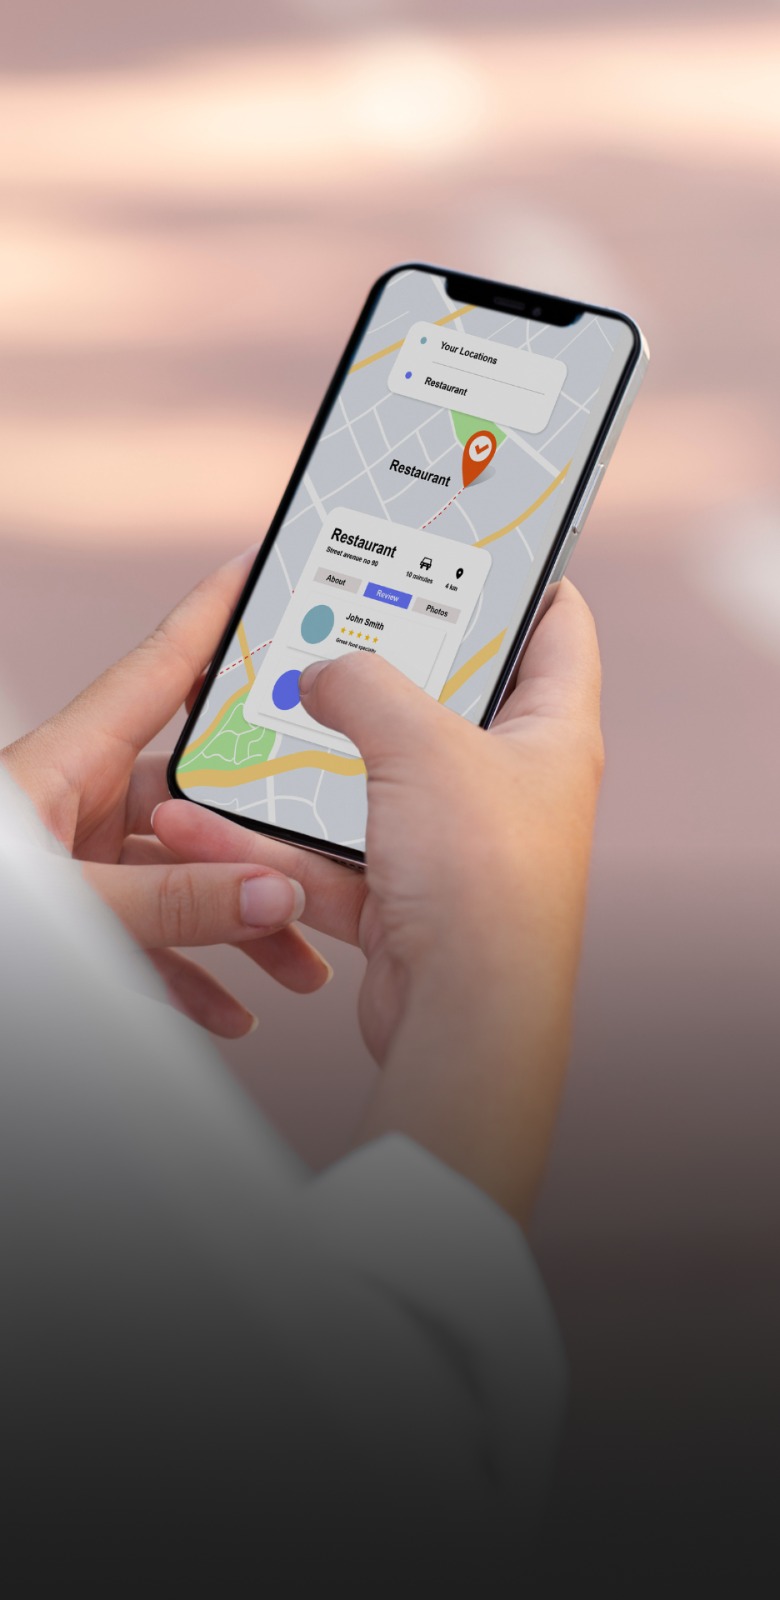 Your Locations
Restaurant
Restaurant
Restaurant
Street avenue no 90
10 minutes
4 km
About
Review
Photos
John Smith
Great food specialty